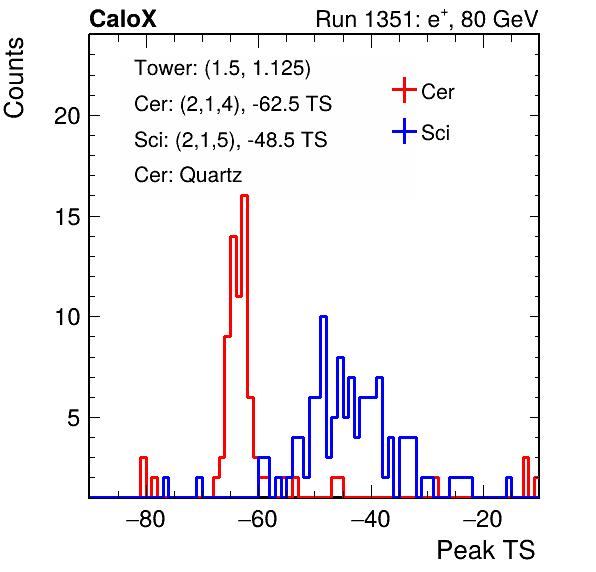 CaloX Run 1351: e⁺, 80 GeV
Counts
Tower: (1.5, 1.125)
Cer: (2,1,4), -62.5 TS
Sci: (2,1,5), -48.5 TS
Cer: Quartz
Cer
Sci
20
15
10
5
−80 −60 −40 −20
Peak TS